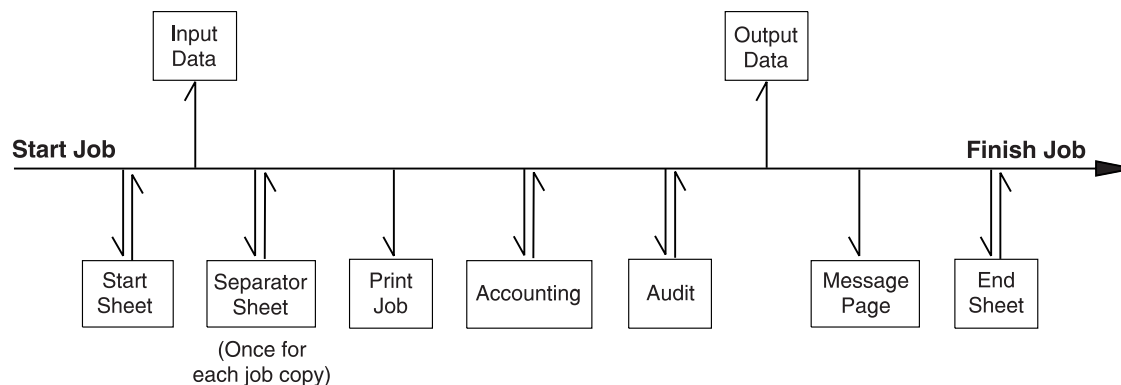 Input
Data
Output
Data
Start Job
Finish Job
Start
Sheet
Separator
Sheet
Print
Job
Accounting
Audit
Message
Page
End
Sheet
(Once for
each job copy)